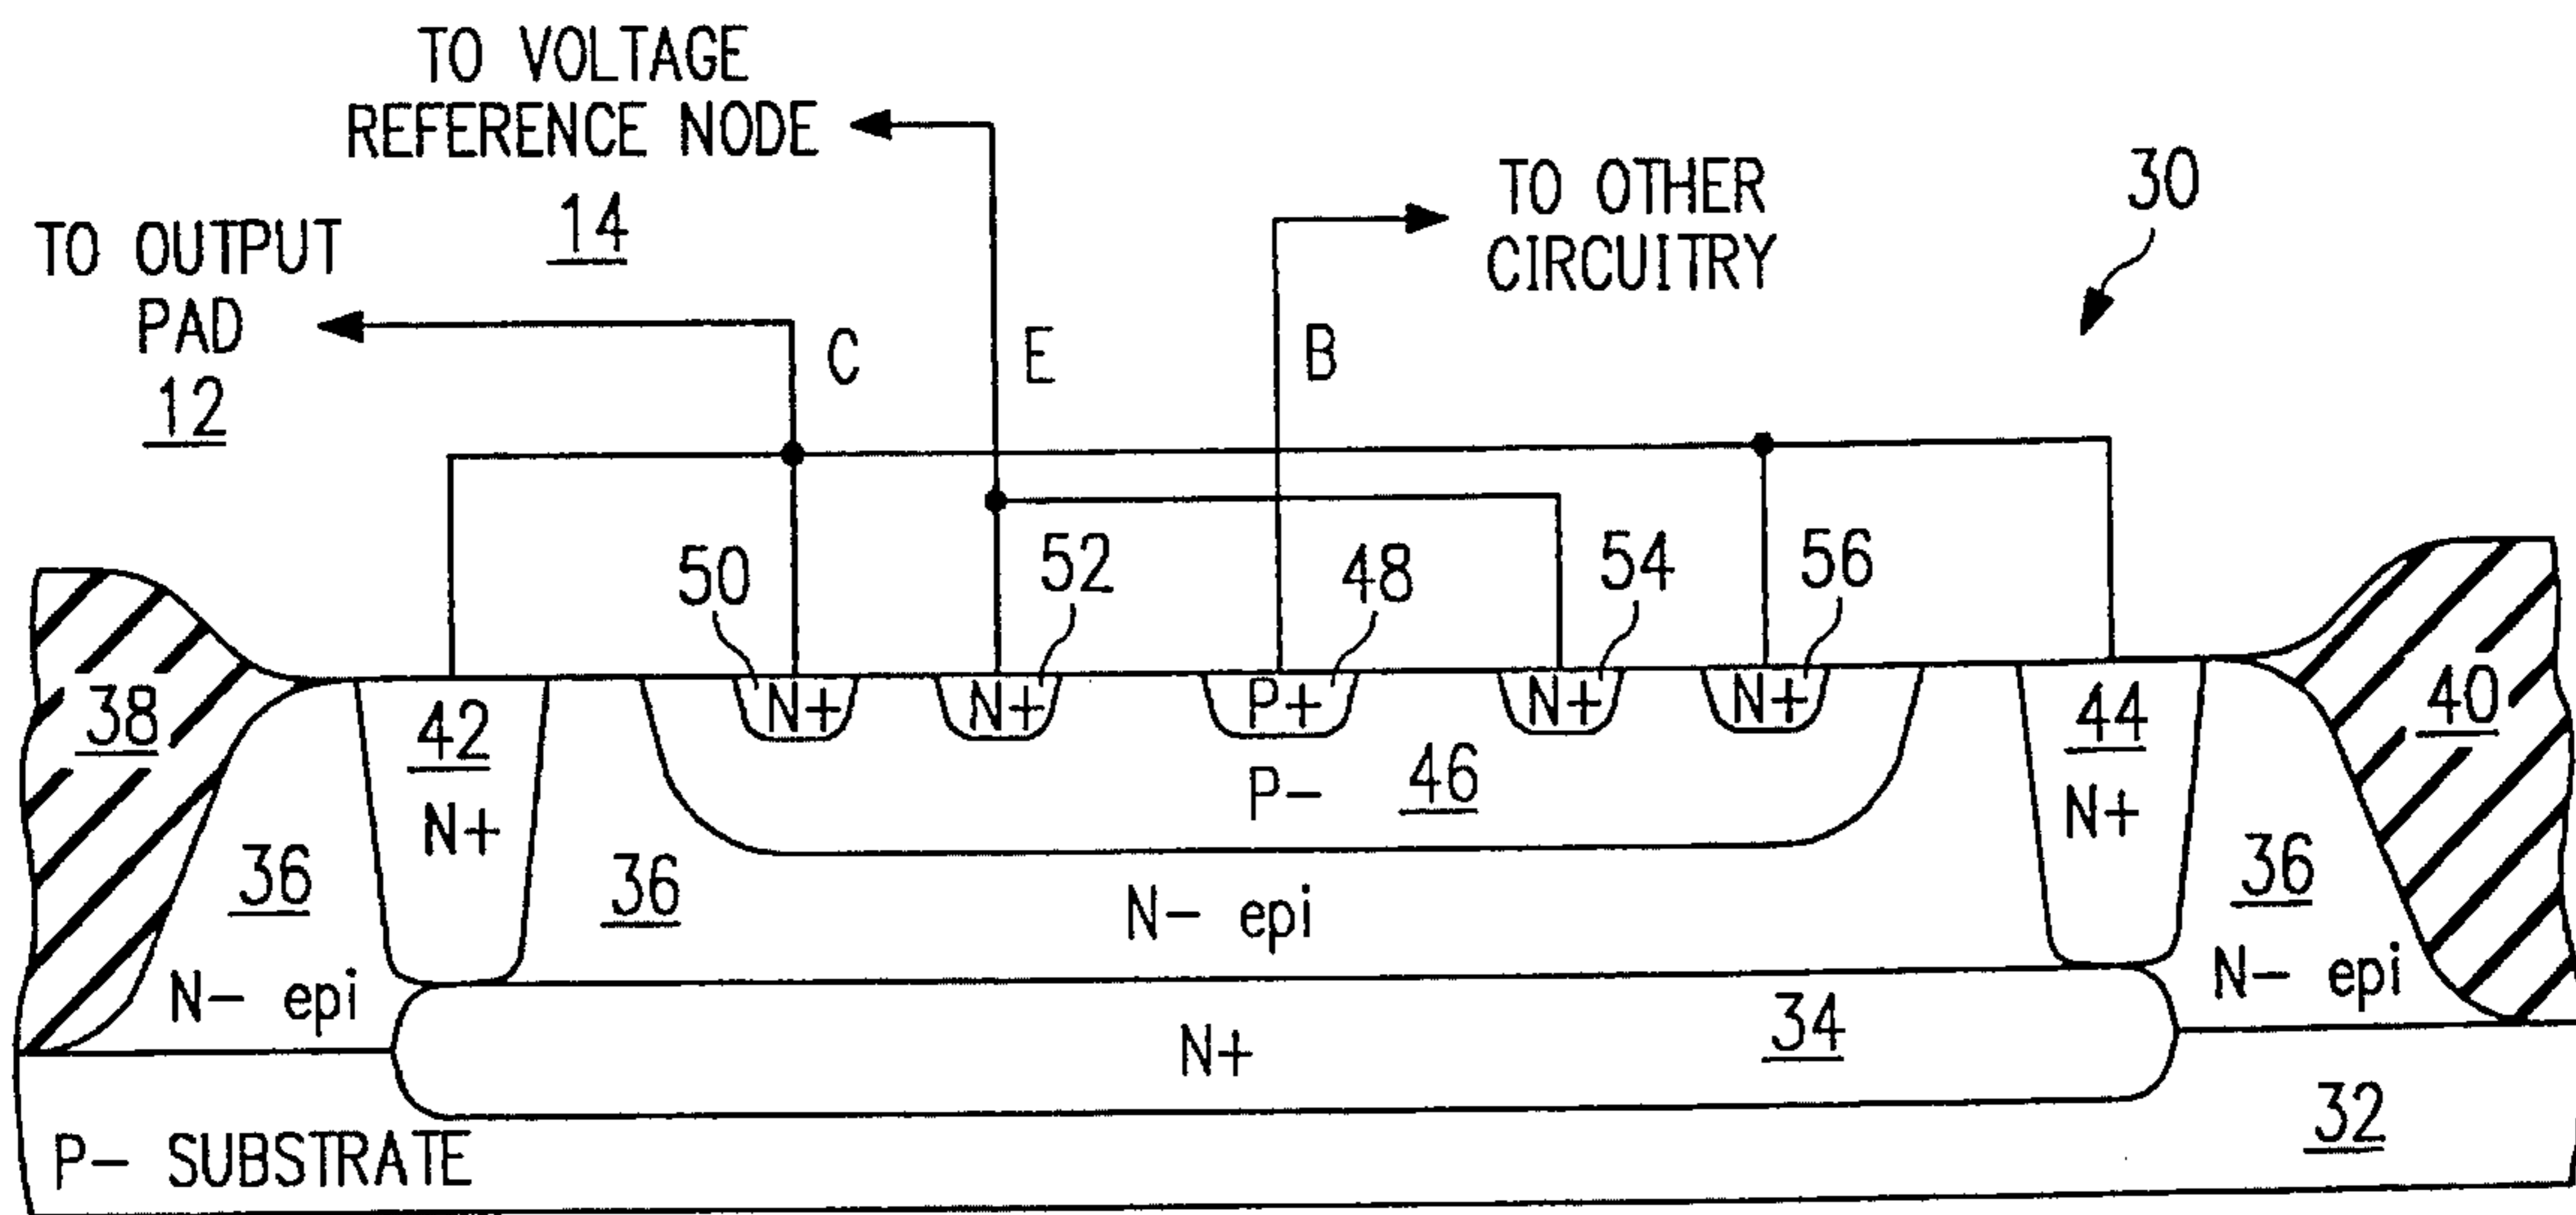 TO VOLTAGE
REFERENCE NODE
14
TO OUTPUT
PAD
12
TO OTHER
CIRCUITRY
30
C
E
B
50
52
48
54
56
38
42
N+
N+
N+
P+
N+
N+
44
N+
40
P-
46
36
36
36
N- epi
N- epi
N- epi
N+
34
P- SUBSTRATE
32